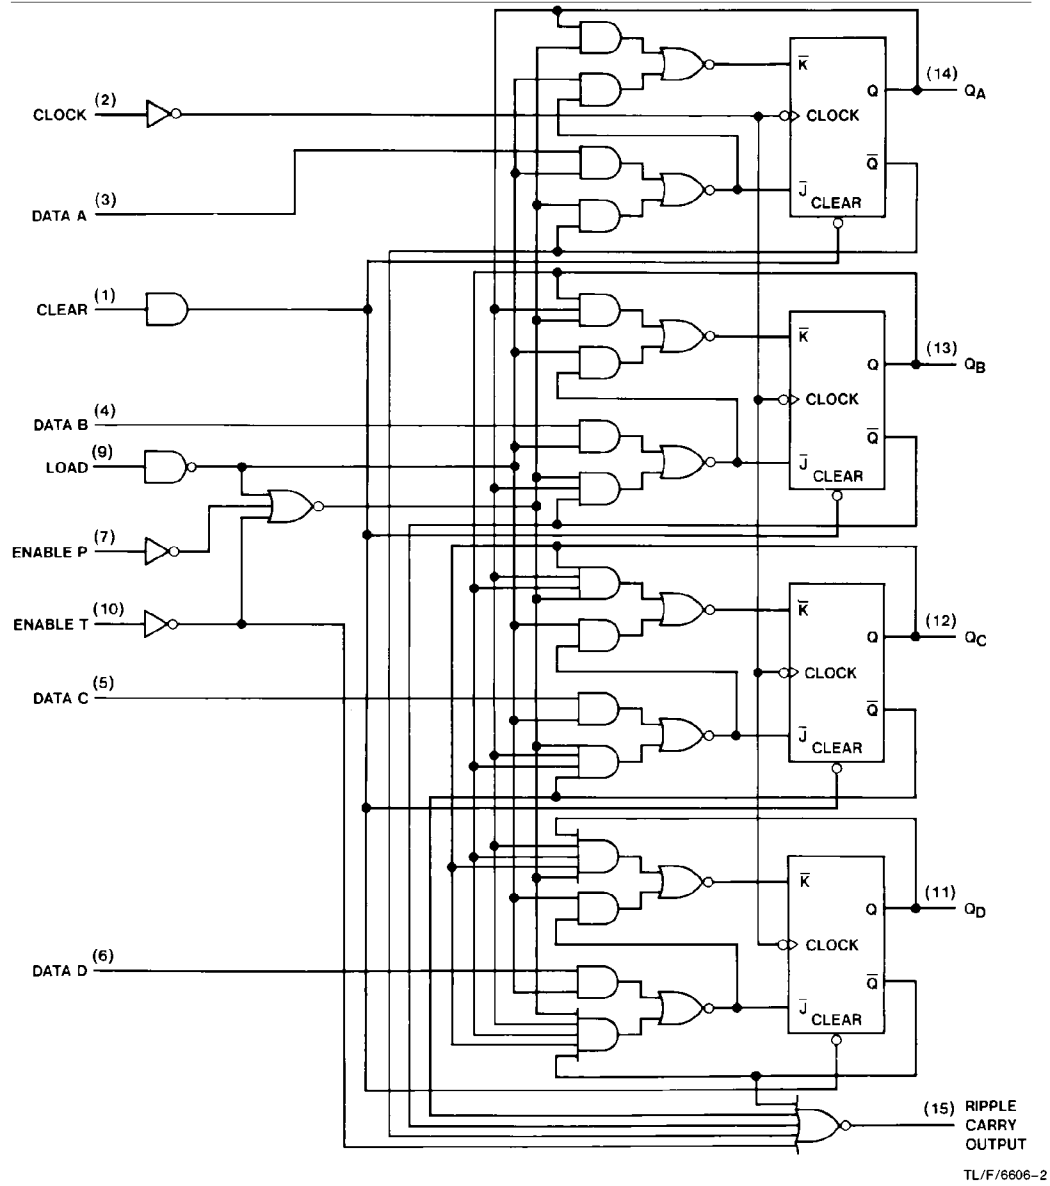 CLOCK (2)
DATA A (3)
CLEAR (1)
DATA B (4)
LOAD (9)
ENABLE P (7)
ENABLE T (10)
DATA C (5)
DATA D (6)
K̅
Q (14) QA
CLOCK
Q̅
J̅
CLEAR
K̅
Q (13) QB
CLOCK
Q̅
J̅
CLEAR
K̅
Q (12) QC
CLOCK
Q̅
J̅
CLEAR
K̅
Q (11) QD
CLOCK
Q̅
J̅
CLEAR
(15) RIPPLE
CARRY
OUTPUT
TL/F/6606–2